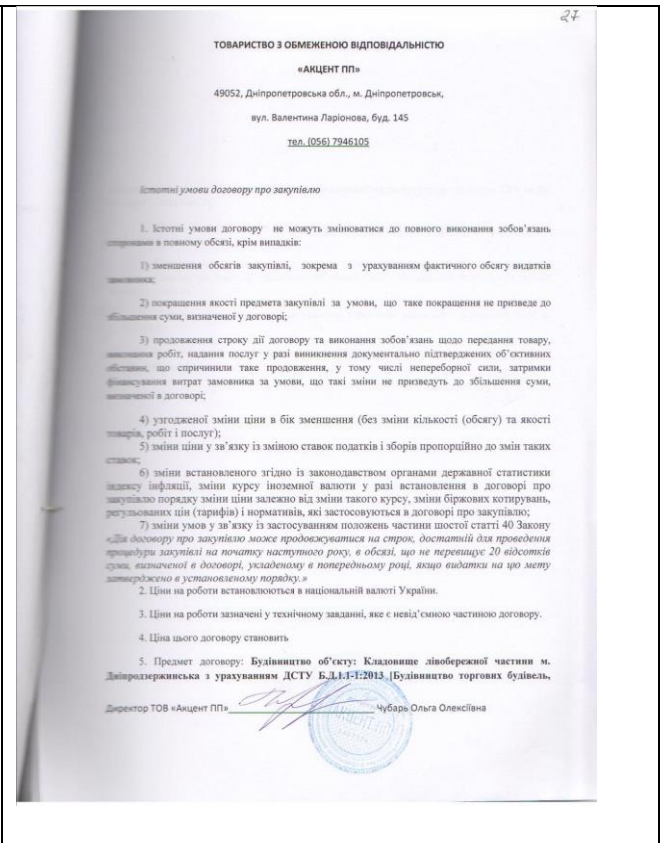 27
ТОВАРИСТВО З ОБМЕЖЕНОЮ ВІДПОВІДАЛЬНІСТЮ
«АКЦЕНТ ПП»
49052, Дніпропетровська обл., м. Дніпропетровськ,
вул. Валентина Ларіонова, буд. 145
тел. (056) 7946105
Істотні умови договору про закупівлю
1. Істотні умови договору не можуть змінюватися до повного виконання зобов'язань
сторонами в повному обсязі, крім випадків:
1) зменшення обсягів закупівлі, зокрема з урахуванням фактичного обсягу видатків
замовника;
2) покращення якості предмета закупівлі за умови, що таке покращення не призведе до
збільшення суми, визначеної у договорі;
3) продовження строку дії договору та виконання зобов'язань щодо передання товару,
виконання робіт, надання послуг у разі виникнення документально підтверджених об'єктивних
обставин, що спричинили таке продовження, у тому числі непереборної сили, затримки
фінансування витрат замовника за умови, що такі зміни не призведуть до збільшення суми,
визначеної в договорі;
4) узгодженої зміни ціни в бік зменшення (без зміни кількості (обсягу) та якості
товарів, робіт і послуг);
5) зміни ціни у зв'язку із зміною ставок податків і зборів пропорційно до змін таких
ставок;
6) зміни встановленого згідно із законодавством органами державної статистики
індексу інфляції, зміни курсу іноземної валюти у разі встановлення в договорі про
закупівлю порядку зміни ціни залежно від зміни такого курсу, зміни біржових котирувань,
регульованих цін (тарифів) і нормативів, які застосовуються в договорі про закупівлю;
7) зміни умов у зв'язку із застосуванням положень частини шостої статті 40 Закону
«Дія договору про закупівлю може продовжуватися на строк, достатній для проведення
процедури закупівлі на початку наступного року, в обсязі, що не перевищує 20 відсотків
суми, визначеної в договорі, укладеному в попередньому році, якщо видатки на цю мету
затверджено в установленому порядку.»
2. Ціни на роботи встановлюються в національній валюті України.
3. Ціни на роботи зазначені у технічному завданні, яке є невід'ємною частиною договору.
4. Ціна цього договору становить
5. Предмет договору: Будівництво об'єкту: Кладовище лівобережної частини м.
Дніпродзержинська з урахуванням ДСТУ Б.Д.1.1-1:2013 [Будівництво торгових будівель,
Директор ТОВ «Акцент ПП» Чубарь Ольга Олексіївна
АКЦЕНТ ПП